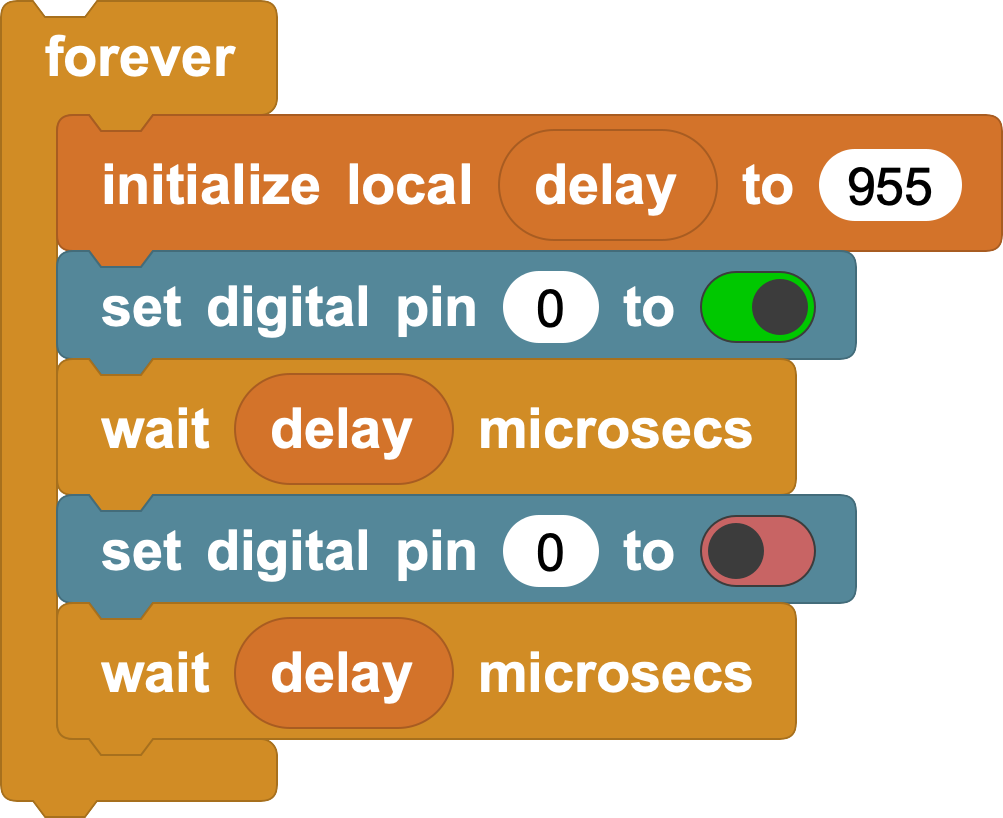 forever
initialize local delay to 955
set digital pin 0 to
wait delay microsecs
set digital pin 0 to
wait delay microsecs